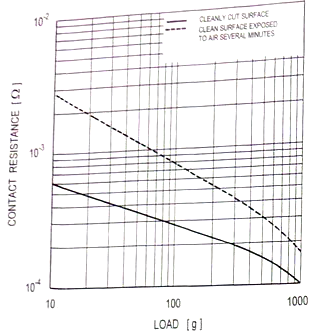 CLEANLY CUT SURFACE
CLEAN SURFACE EXPOSED
TO AIR SEVERAL MINUTES
CONTACT RESISTANCE [Ω]
10-2
10-3
10-4
10
100
1000
LOAD [g]